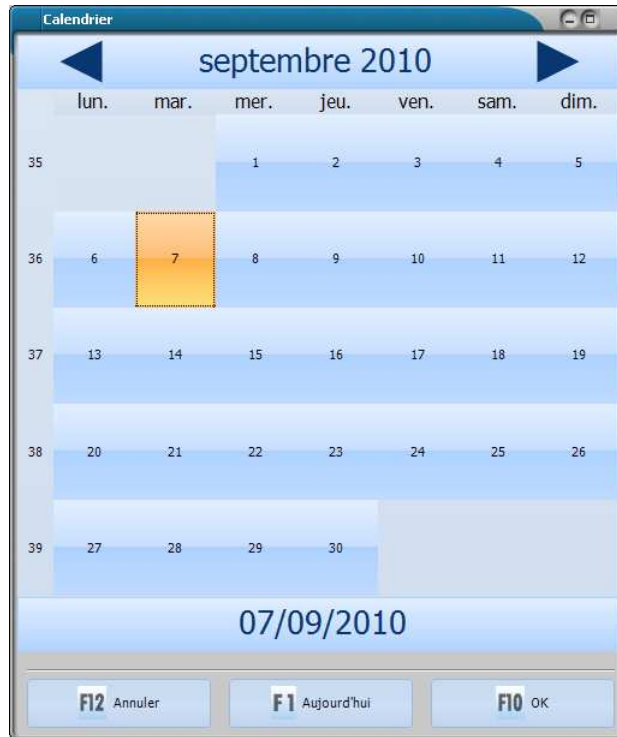 Calendrier
septembre 2010
lun. mar. mer. jeu. ven. sam. dim.
35 1 2 3 4 5
36 6 7 8 9 10 11 12
37 13 14 15 16 17 18 19
38 20 21 22 23 24 25 26
39 27 28 29 30
07/09/2010
F12 Annuler F1 Aujourd'hui F10 OK